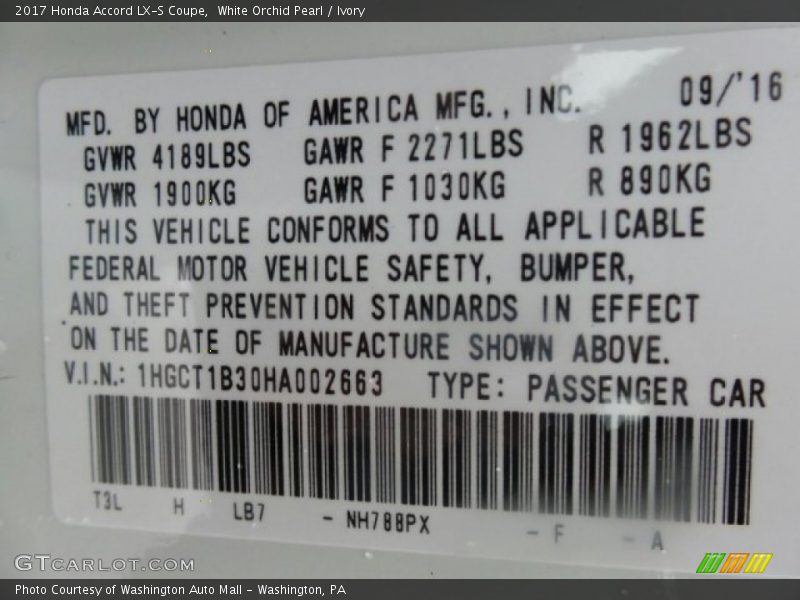 2017 Honda Accord LX-S Coupe,  White Orchid Pearl / Ivory
09/'16
MFD. BY HONDA OF AMERICA MFG., INC.
GVWR 4189LBS GAWR F 2271LBS R 1962LBS
GVWR 1900KG GAWR F 1030KG R 890KG
THIS VEHICLE CONFORMS TO ALL APPLICABLE
FEDERAL MOTOR VEHICLE SAFETY, BUMPER,
AND THEFT PREVENTION STANDARDS IN EFFECT
ON THE DATE OF MANUFACTURE SHOWN ABOVE.
V.I.N.: 1HGCT1B30HA002663 TYPE: PASSENGER CAR
T3L H LB7 - NH788PX - F - A
GTCARLOT.COM
Photo Courtesy of Washington Auto Mall - Washington, PA